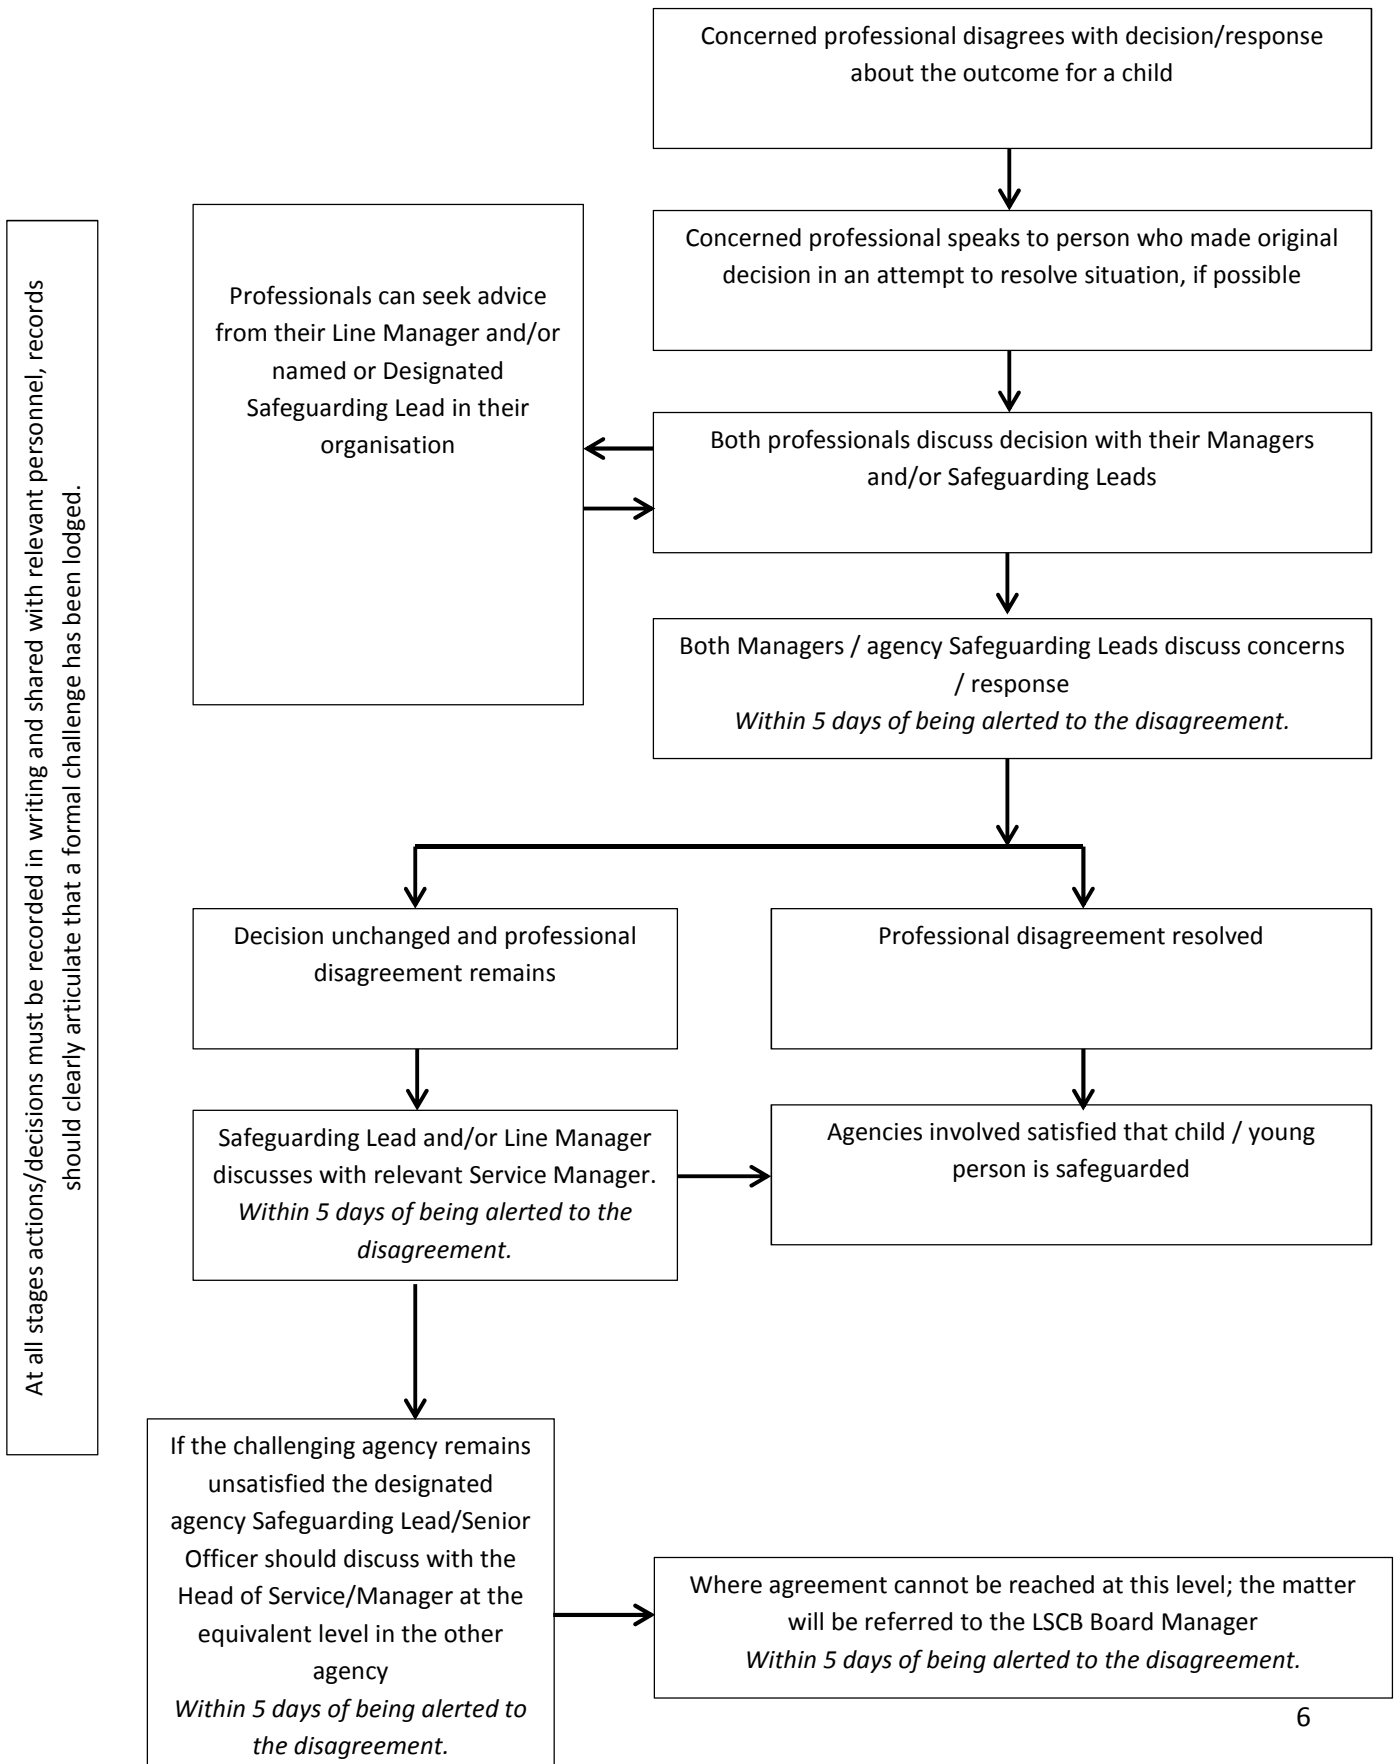 Concerned professional disagrees with decision/response
about the outcome for a child
Concerned professional speaks to person who made original
decision in an attempt to resolve situation, if possible
Professionals can seek advice
from their Line Manager and/or
named or Designated
Safeguarding Lead in their
organisation
Both professionals discuss decision with their Managers
and/or Safeguarding Leads
At all stages actions/decisions must be recorded in writing and shared with relevant personnel, records
should clearly articulate that a formal challenge has been lodged.
Both Managers / agency Safeguarding Leads discuss concerns
/ response
Within 5 days of being alerted to the disagreement.
Decision unchanged and professional
disagreement remains
Professional disagreement resolved
Safeguarding Lead and/or Line Manager
discusses with relevant Service Manager.
Within 5 days of being alerted to the
disagreement.
Agencies involved satisfied that child / young
person is safeguarded
If the challenging agency remains
unsatisfied the designated
agency Safeguarding Lead/Senior
Officer should discuss with the
Head of Service/Manager at the
equivalent level in the other
agency
Within 5 days of being alerted to
the disagreement.
Where agreement cannot be reached at this level; the matter
will be referred to the LSCB Board Manager
Within 5 days of being alerted to the disagreement.
6